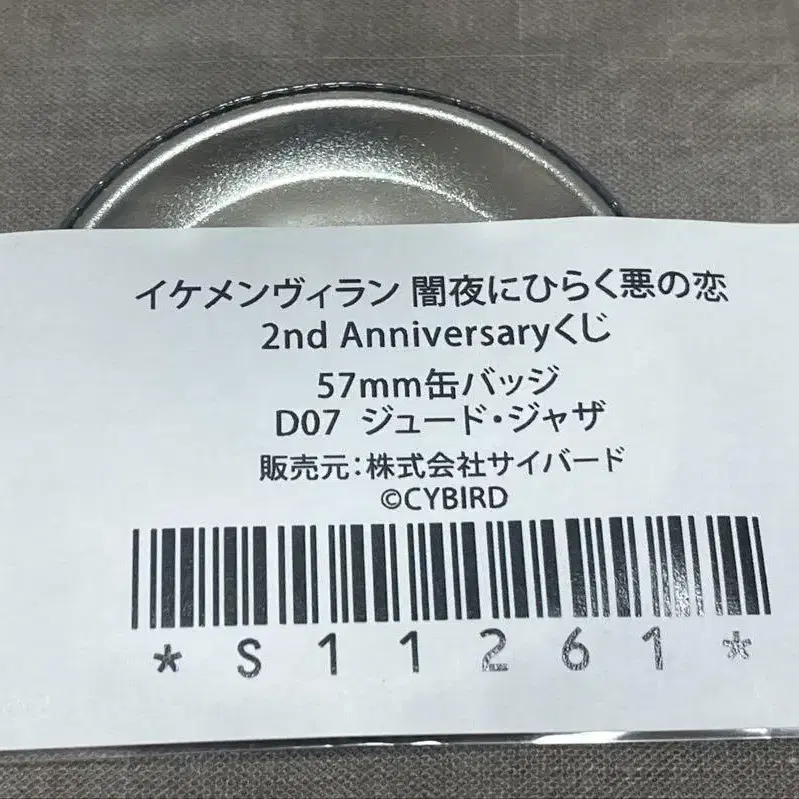 イケメンヴィラン 闇夜にひらく悪の恋
2nd Anniversaryくじ
57mm缶バッジ
D07 ジュード・ジャザ
販売元：株式会社サイバード
©CYBIRD
*S11261*